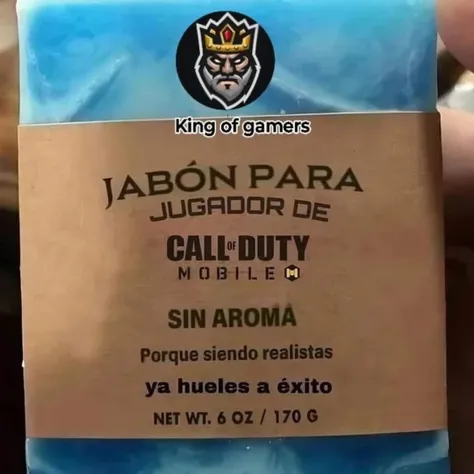 King of gamers
JABÓN PARA
JUGADOR DE
CALL OF DUTY
MOBILE
SIN AROMA
Porque siendo realistas
ya hueles a éxito
NET WT. 6 OZ / 170 G